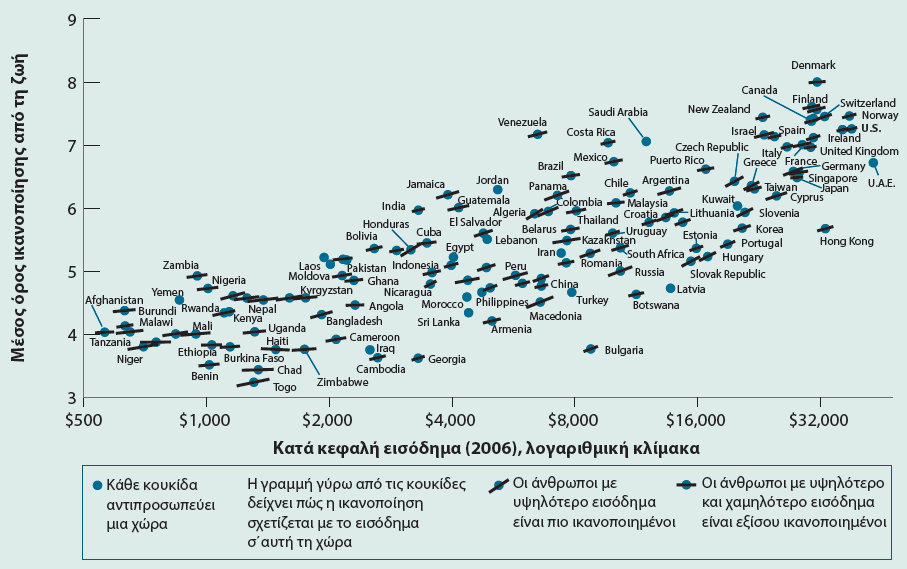 Μέσος όρος ικανοποίησης από τη ζωή
9
8
7
6
5
4
3
Denmark
Canada
Finland
Switzerland
New Zealand
Norway
Saudi Arabia
Venezuela
Israel
Spain
U.S.
Costa Rica
Ireland
Czech Republic
Italy
United Kingdom
Mexico
Puerto Rico
Greece
France
Brazil
Germany
Singapore
Japan
U.A.E.
Jamaica
Jordan
Panama
Chile
Argentina
Kuwait
Taiwan
Cyprus
India
Guatemala
Algeria
Colombia
Malaysia
Honduras
El Salvador
Croatia
Lithuania
Slovenia
Bolivia
Cuba
Belarus
Thailand
Uruguay
Korea
Lebanon
Kazakhstan
Estonia
Portugal
Hong Kong
Egypt
Iran
South Africa
Hungary
Zambia
Laos
Pakistan
Indonesia
Peru
Romania
Russia
Slovak Republic
Moldova
Ghana
Nigeria
Yemen
Kyrgyzstan
Nicaragua
China
Latvia
Afghanistan
Burundi
Rwanda
Nepal
Angola
Morocco
Philippines
Turkey
Botswana
Malawi
Kenya
Bangladesh
Sri Lanka
Macedonia
Tanzania
Mali
Uganda
Armenia
Niger
Ethiopia
Haiti
Cameroon
Iraq
Burkina Faso
Georgia
Bulgaria
Benin
Chad
Cambodia
Togo
Zimbabwe
$500
$1,000
$2,000
$4,000
$8,000
$16,000
$32,000
Κατά κεφαλή εισόδημα (2006), λογαριθμική κλίμακα
Κάθε κουκίδα
αντιπροσωπεύει
μια χώρα
Η γραμμή γύρω από τις κουκίδες
δείχνει πώς η ικανοποίηση
σχετίζεται με το εισόδημα
σ΄αυτή τη χώρα
Οι άνθρωποι με
υψηλότερο εισόδημα
είναι πιο ικανοποιημένοι
Οι άνθρωποι με υψηλότερο
και χαμηλότερο εισόδημα
είναι εξίσου ικανοποιημένοι